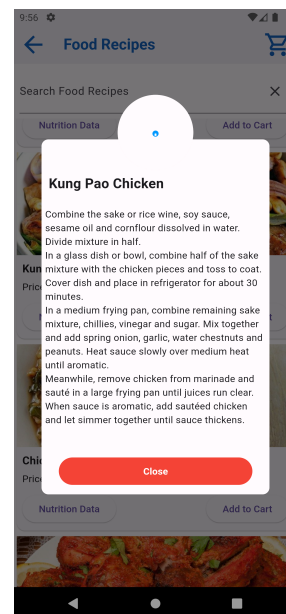 9:56
Food Recipes
Search Food Recipes
Nutrition Data
Add to Cart
Kung Pao Chicken
Combine the sake or rice wine, soy sauce,
sesame oil and cornflour dissolved in water.
Divide mixture in half.
In a glass dish or bowl, combine half of the sake
mixture with the chicken pieces and toss to coat.
Cover dish and place in refrigerator for about 30
minutes.
In a medium frying pan, combine remaining sake
mixture, chillies, vinegar and sugar. Mix together
and add spring onion, garlic, water chestnuts and
peanuts. Heat sauce slowly over medium heat
until aromatic.
Meanwhile, remove chicken from marinade and
sauté in a large frying pan until juices run clear.
When sauce is aromatic, add sautéed chicken
and let simmer together until sauce thickens.
Close
Nutrition Data
Add to Cart